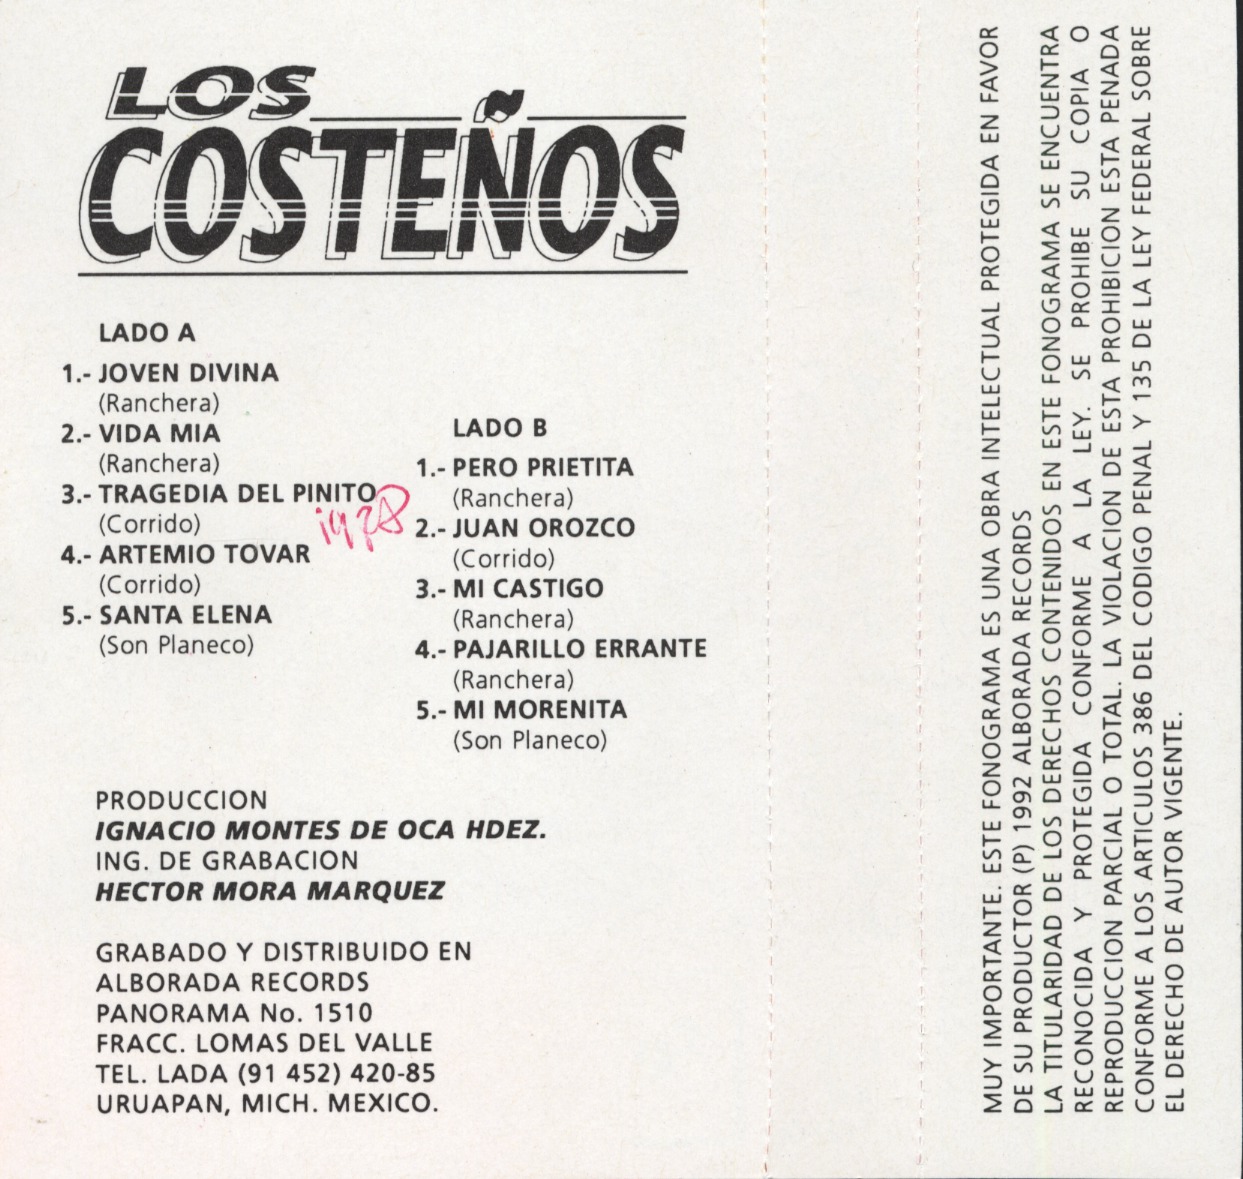 LOS
COSTEÑOS
LADO A
1.- JOVEN DIVINA
(Ranchera)
2.- VIDA MIA
(Ranchera)
3.- TRAGEDIA DEL PINITO
(Corrido)
1928
4.- ARTEMIO TOVAR
(Corrido)
5.- SANTA ELENA
(Son Planeco)
LADO B
1.- PERO PRIETITA
(Ranchera)
2.- JUAN OROZCO
(Corrido)
3.- MI CASTIGO
(Ranchera)
4.- PAJARILLO ERRANTE
(Ranchera)
5.- MI MORENITA
(Son Planeco)
PRODUCCION
IGNACIO MONTES DE OCA HDEZ.
ING. DE GRABACION
HECTOR MORA MARQUEZ
GRABADO Y DISTRIBUIDO EN
ALBORADA RECORDS
PANORAMA No. 1510
FRACC. LOMAS DEL VALLE
TEL. LADA (91 452) 420-85
URUAPAN, MICH. MEXICO.
MUY IMPORTANTE. ESTE FONOGRAMA ES UNA OBRA INTELECTUAL PROTEGIDA EN FAVOR
DE SU PRODUCTOR (P) 1992 ALBORADA RECORDS
LA TITULARIDAD DE LOS DERECHOS CONTENIDOS EN ESTE FONOGRAMA SE ENCUENTRA
RECONOCIDA Y PROTEGIDA CONFORME A LA LEY. SE PROHIBE SU COPIA O
REPRODUCCION PARCIAL O TOTAL. LA VIOLACION DE ESTA PROHIBICION ESTA PENADA
CONFORME A LOS ARTICULOS 386 DEL CODIGO PENAL Y 135 DE LA LEY FEDERAL SOBRE
EL DERECHO DE AUTOR VIGENTE.